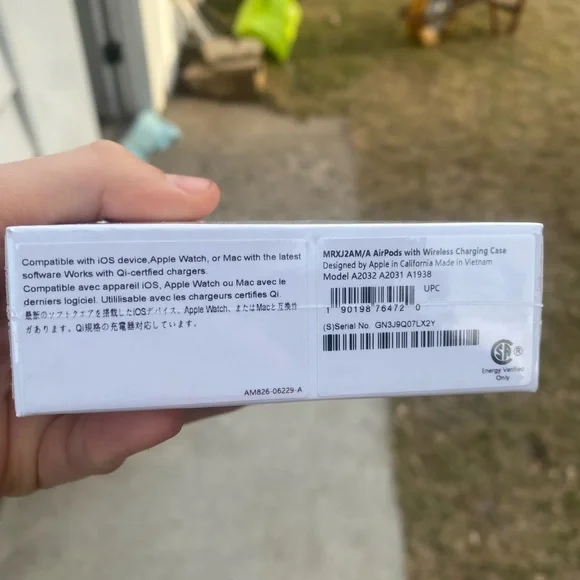 Compatible with iOS device,Apple Watch, or Mac with the latest
software Works with Qi-certfied chargers.
Compatible avec appareil iOS, Apple Watch ou Mac avec le
derniers logiciel. Utililisable avec les chargeurs certifies Qi.
最新のソフトウエアを搭載したiOSデバイス、Apple Watch、またはMacと互換性
があります。Qi規格の充電器対応しています.
AM826-06229-A
MRXJ2AM/A AirPods with Wireless Charging Case
Designed by Apple in California Made in Vietnam
Model A2032 A2031 A1938
UPC
1 90198 76472 0
(S)Serial No. GN3J9Q07LX2Y
SA®
Energy Verified
Only